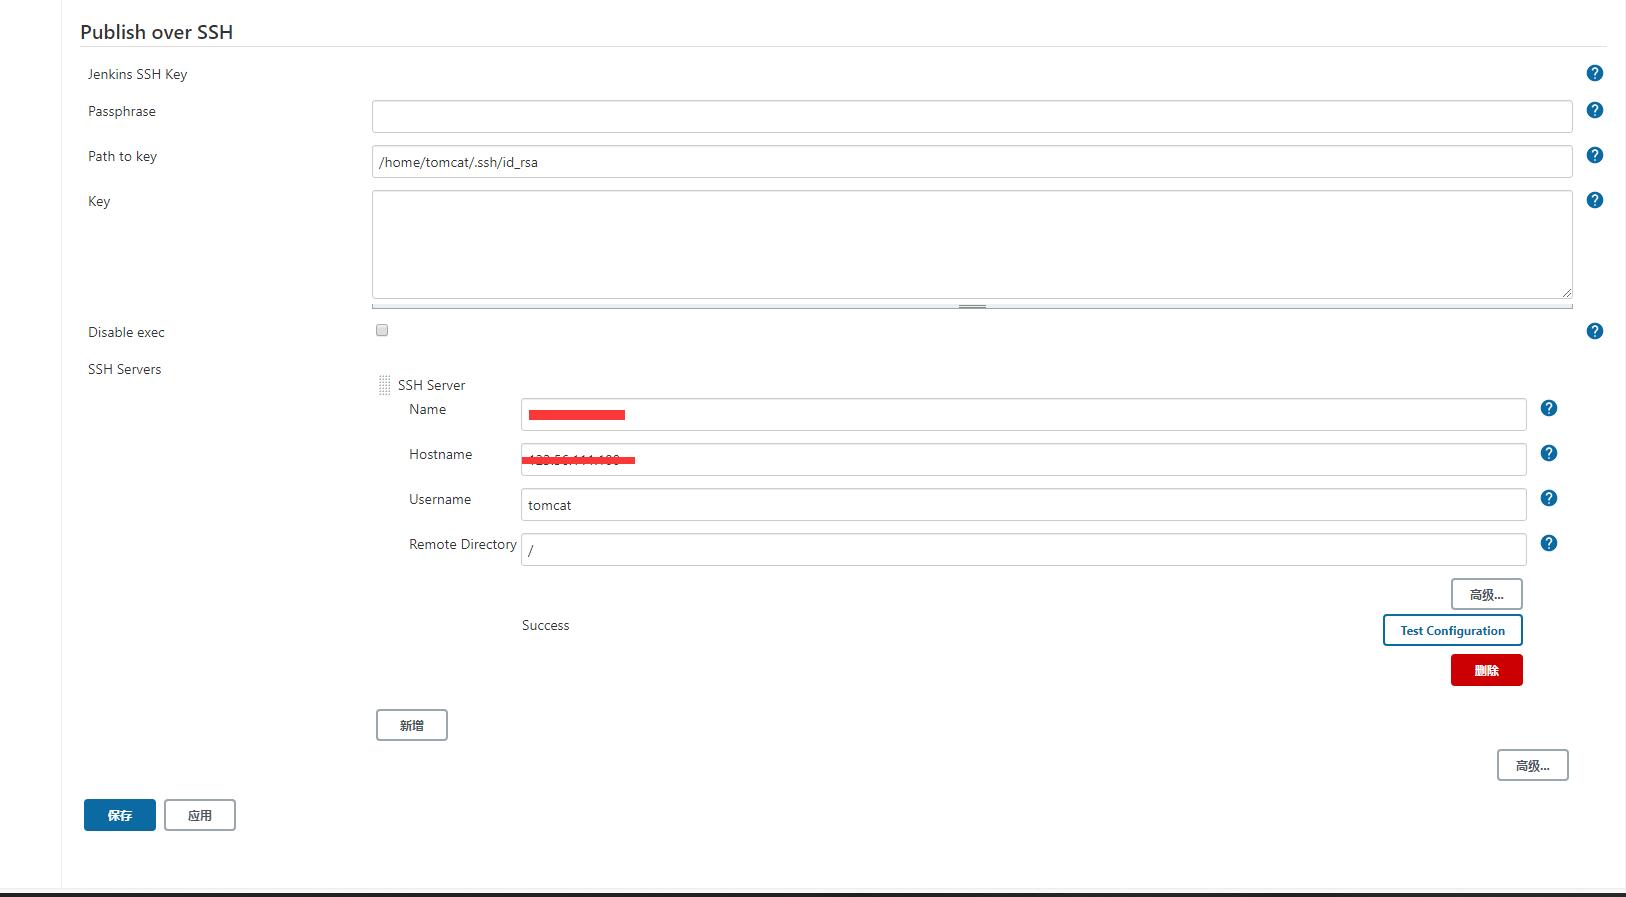 Publish over SSH
Jenkins SSH Key
Passphrase
Path to key
/home/tomcat/.ssh/id_rsa
Key
Disable exec
SSH Servers
SSH Server
Name
Hostname
Username
tomcat
Remote Directory
/
高级...
Success
Test Configuration
删除
新增
高级...
保存
应用